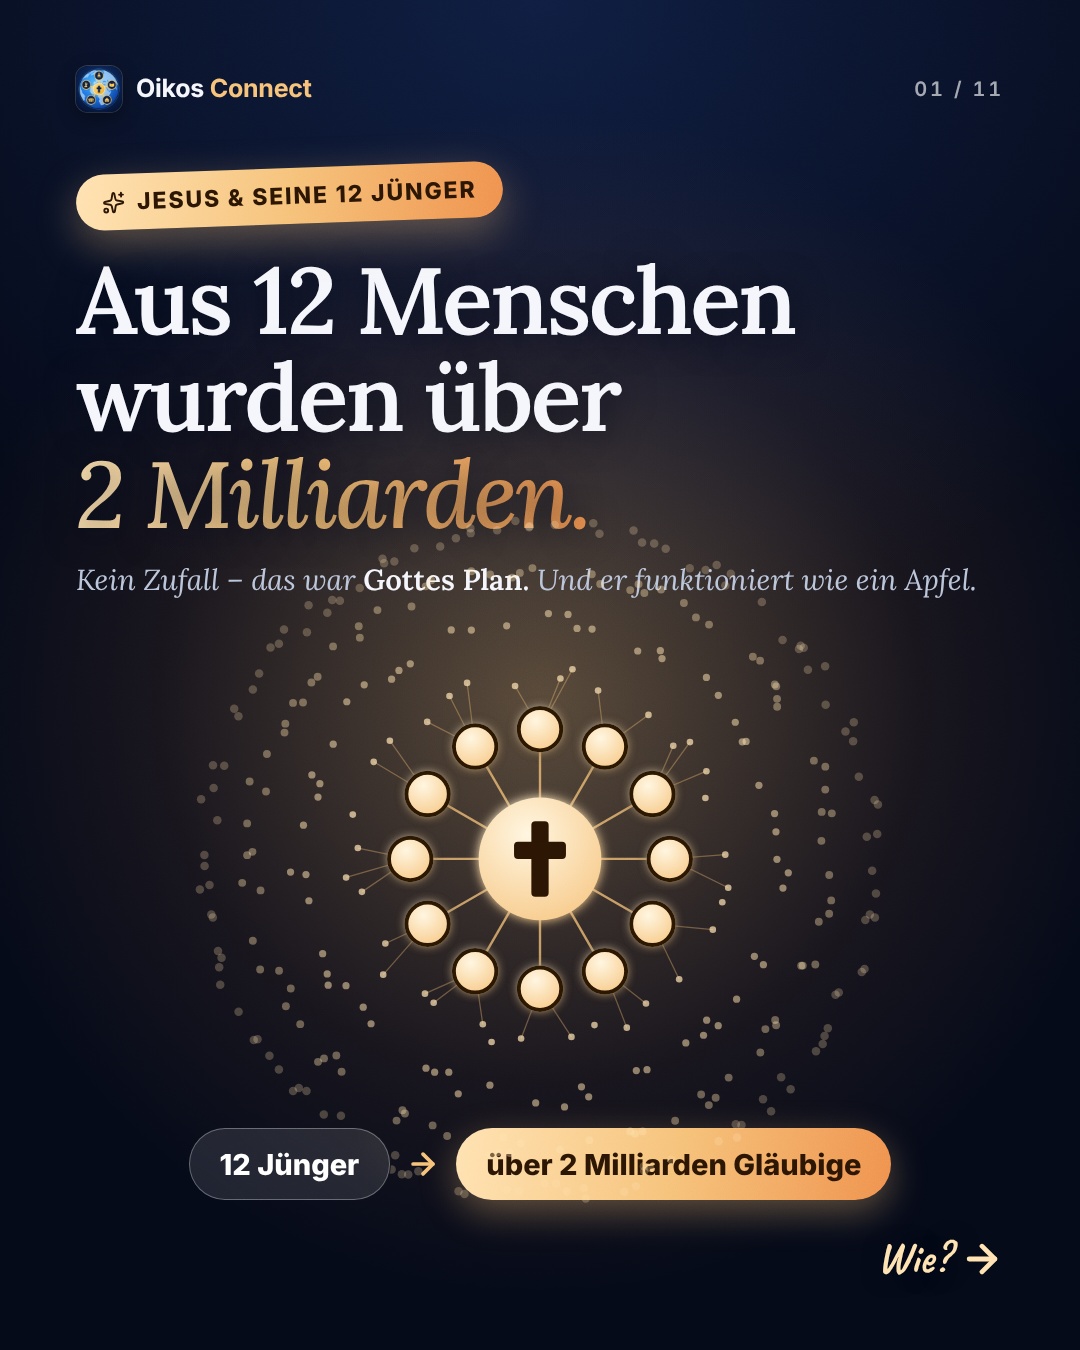 Oikos Connect
01 / 11
JESUS & SEINE 12 JÜNGER
Aus 12 Menschen
wurden über
2 Milliarden.
Kein Zufall – das war Gottes Plan. Und er funktioniert wie ein Apfel.
12 Jünger → über 2 Milliarden Gläubige
Wie? →